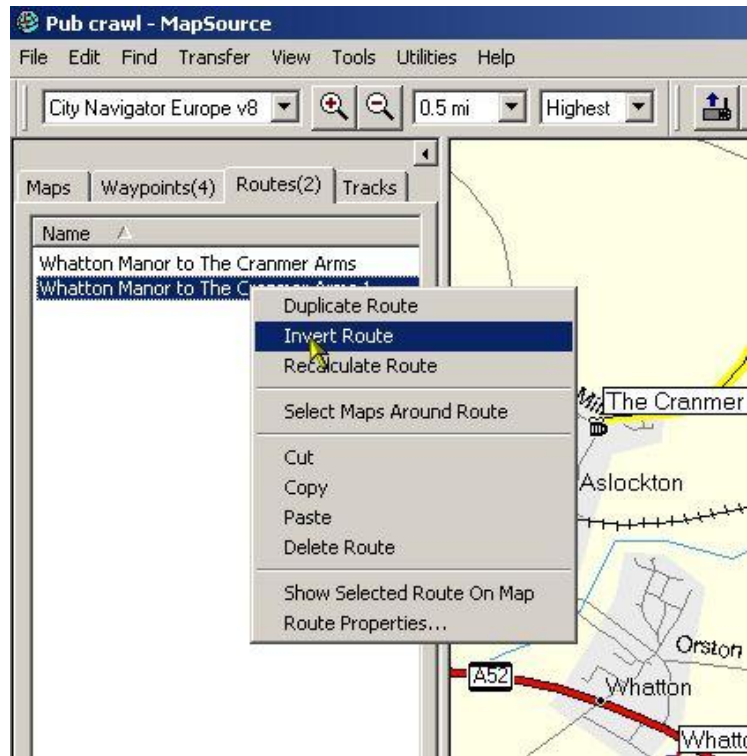 Pub crawl - MapSource
File Edit Find Transfer View Tools Utilities Help
City Navigator Europe v8 0.5 mi Highest
Maps Waypoints(4) Routes(2) Tracks
Name
Whatton Manor to The Cranmer Arms
Whatton Manor to The
Duplicate Route
Invert Route
Recalculate Route
Select Maps Around Route
Cut
Copy
Paste
Delete Route
Show Selected Route On Map
Route Properties...
The Cranmer
Aslockton
Orston
A52
Whatton